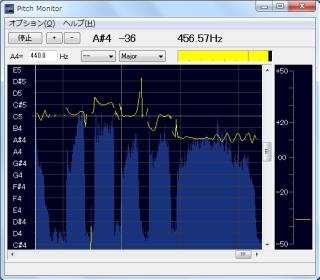 Pitch Monitor
オプション(O) ヘルプ(H)
停止 + - A#4 -36 456.57Hz
A4= 440.0 Hz -- Major
E5
D#5
D5
C#5
C5
B4
A#4
A4
G#4
G4
F#4
F4
E4
D#4
D4
C#4
+50
+20
00
-20
-50